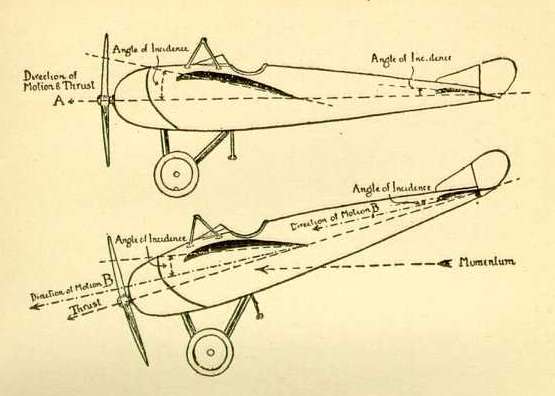 Angle of Incidence
Angle of Incidence
Direction of
Motion & Thrust
A
Angle of Incidence
Direction of Motion B
Angle of Incidence
Momentum
Direction of Motion B
Thrust